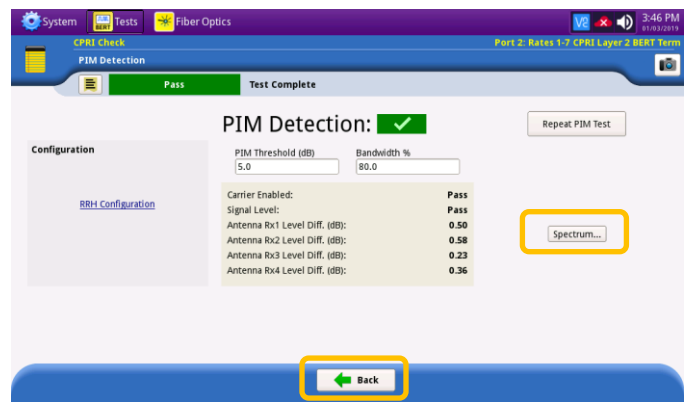 System Tests Fiber Optics V2 3:46 PM
01/03/2019
CPRI Check Port 2: Rates 1-7 CPRI Layer 2 BERT Term
PIM Detection
Pass Test Complete
PIM Detection:
Repeat PIM Test
Configuration
PIM Threshold (dB) Bandwidth %
5.0 80.0
RRH Configuration
Carrier Enabled: Pass
Signal Level: Pass
Antenna Rx1 Level Diff. (dB): 0.50
Antenna Rx2 Level Diff. (dB): 0.58
Antenna Rx3 Level Diff. (dB): 0.23
Antenna Rx4 Level Diff. (dB): 0.36
Spectrum...
Back